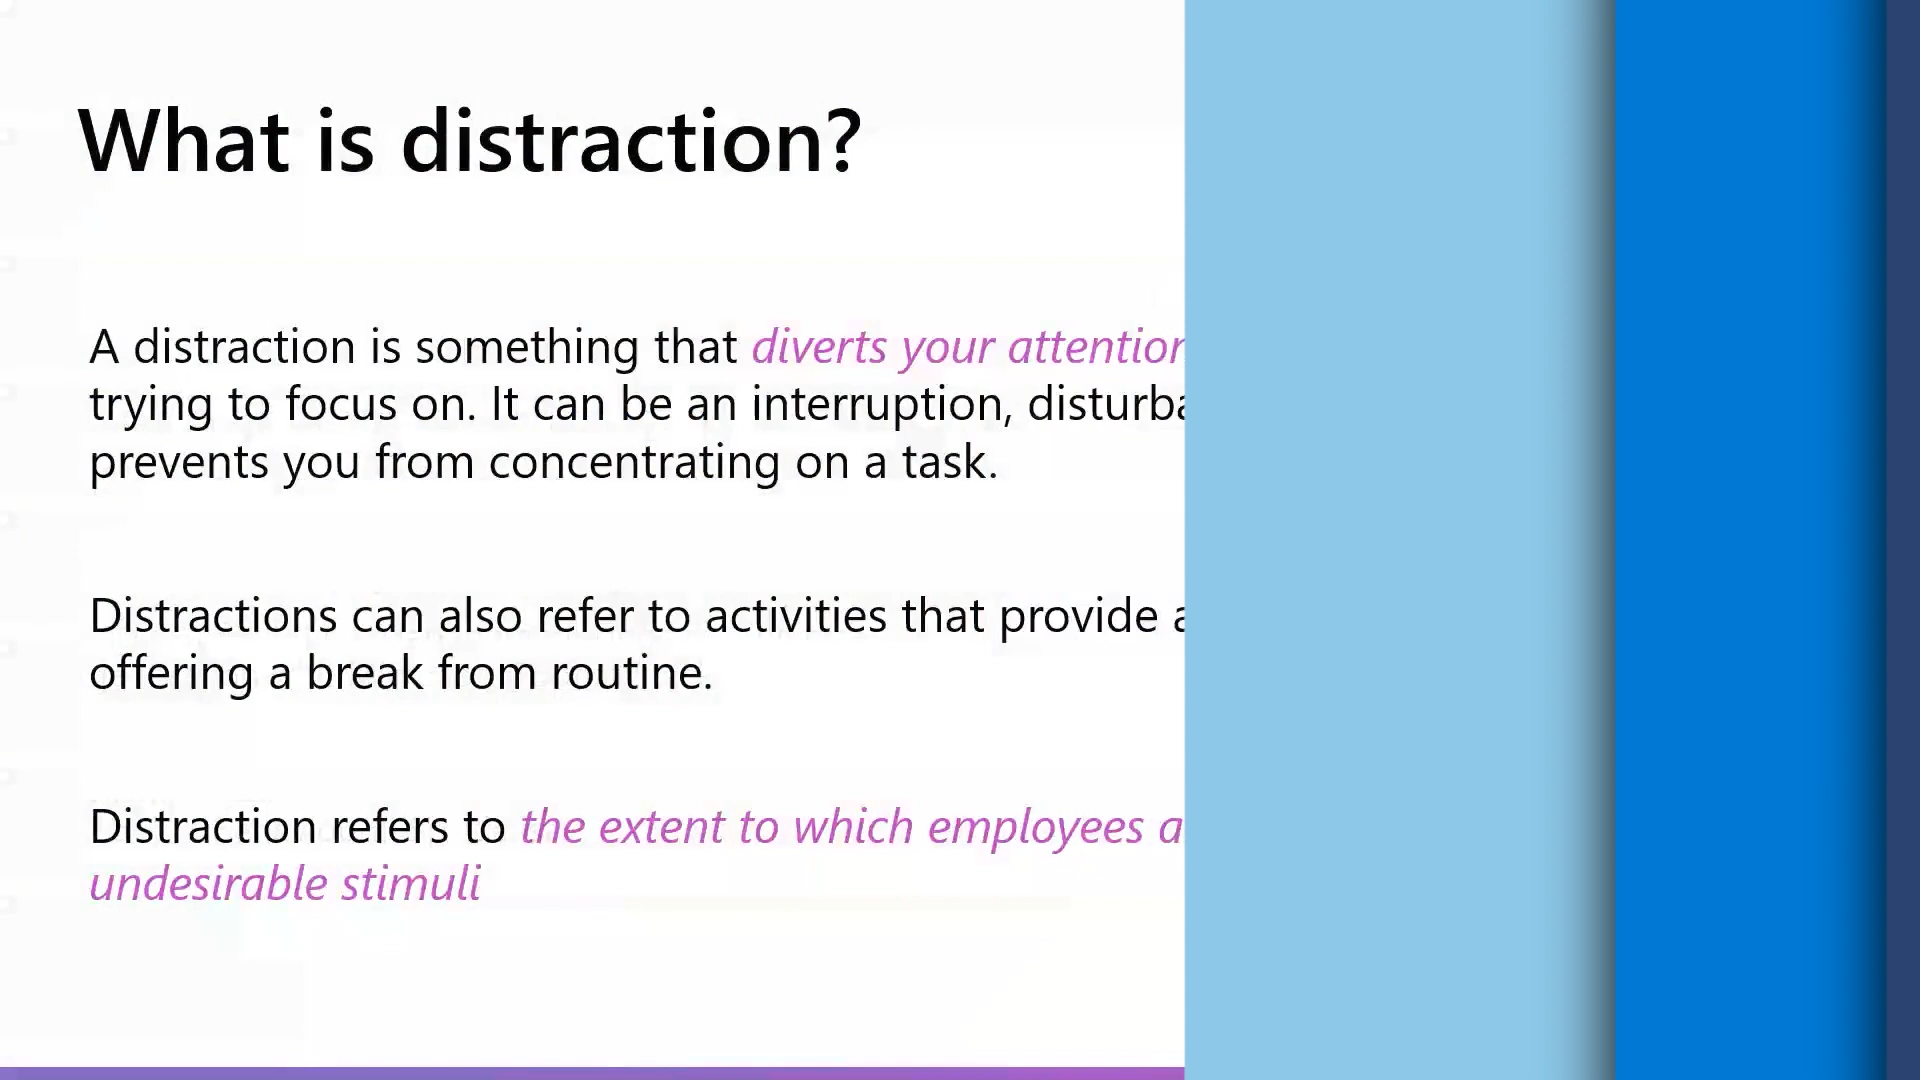 What is distraction?
A distraction is something that diverts your attention
trying to focus on. It can be an interruption, disturba
prevents you from concentrating on a task.
Distractions can also refer to activities that provide a
offering a break from routine.
Distraction refers to the extent to which employees a
undesirable stimuli